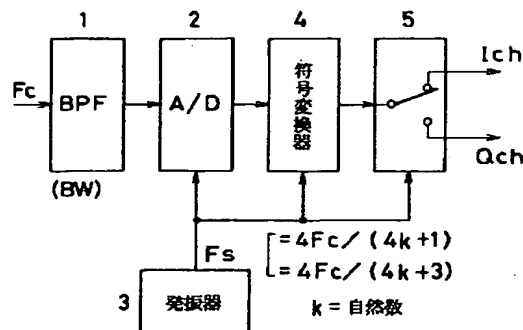 1 2 4 5
Fc
BPF
A/D
符号変換器
Ich
Qch
(BW)
Fs
=4Fc/(4k+1)
=4Fc/(4k+3)
3
発振器
k=自然数